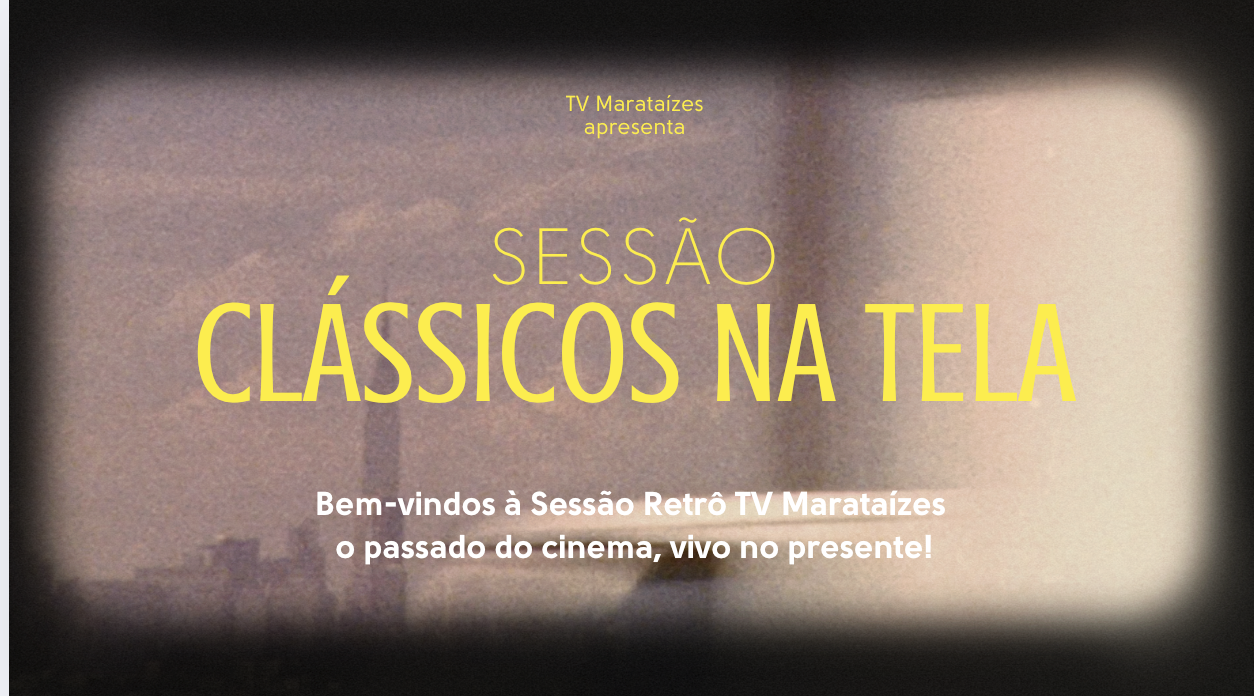 TV Marataízes
apresenta
SESSÃO
CLÁSSICOS NA TELA
Bem-vindos à Sessão Retrô TV Marataízes
o passado do cinema, vivo no presente!